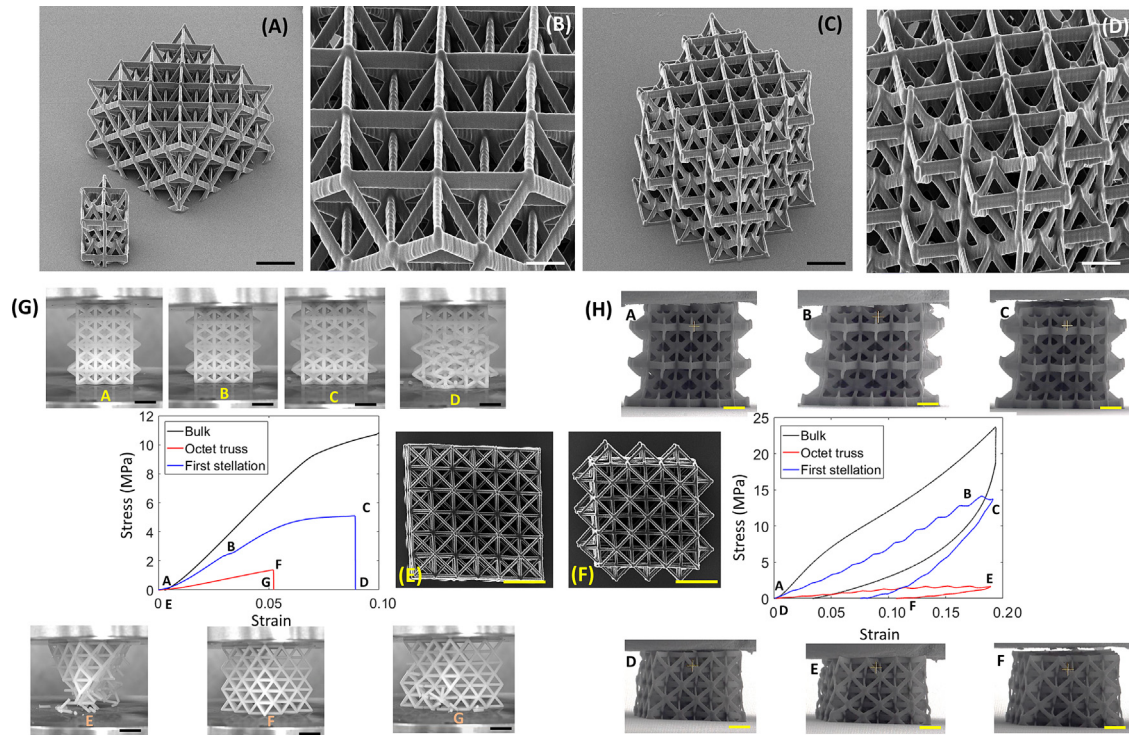 (A)
(B)
(C)
(D)
(G)
A
B
C
D
(H)
A
B
C
12
10
8
6
4
2
0
Stress (MPa)
Bulk
Octet truss
First stellation
A
B
C
D
E
F
G
0
0.05
0.10
Strain
(E)
(F)
25
20
15
10
5
0
Stress (MPa)
Bulk
Octet truss
First stellation
A
B
C
D
E
F
0.00
0.05
0.10
0.15
0.20
Strain
E
F
G
D
E
F